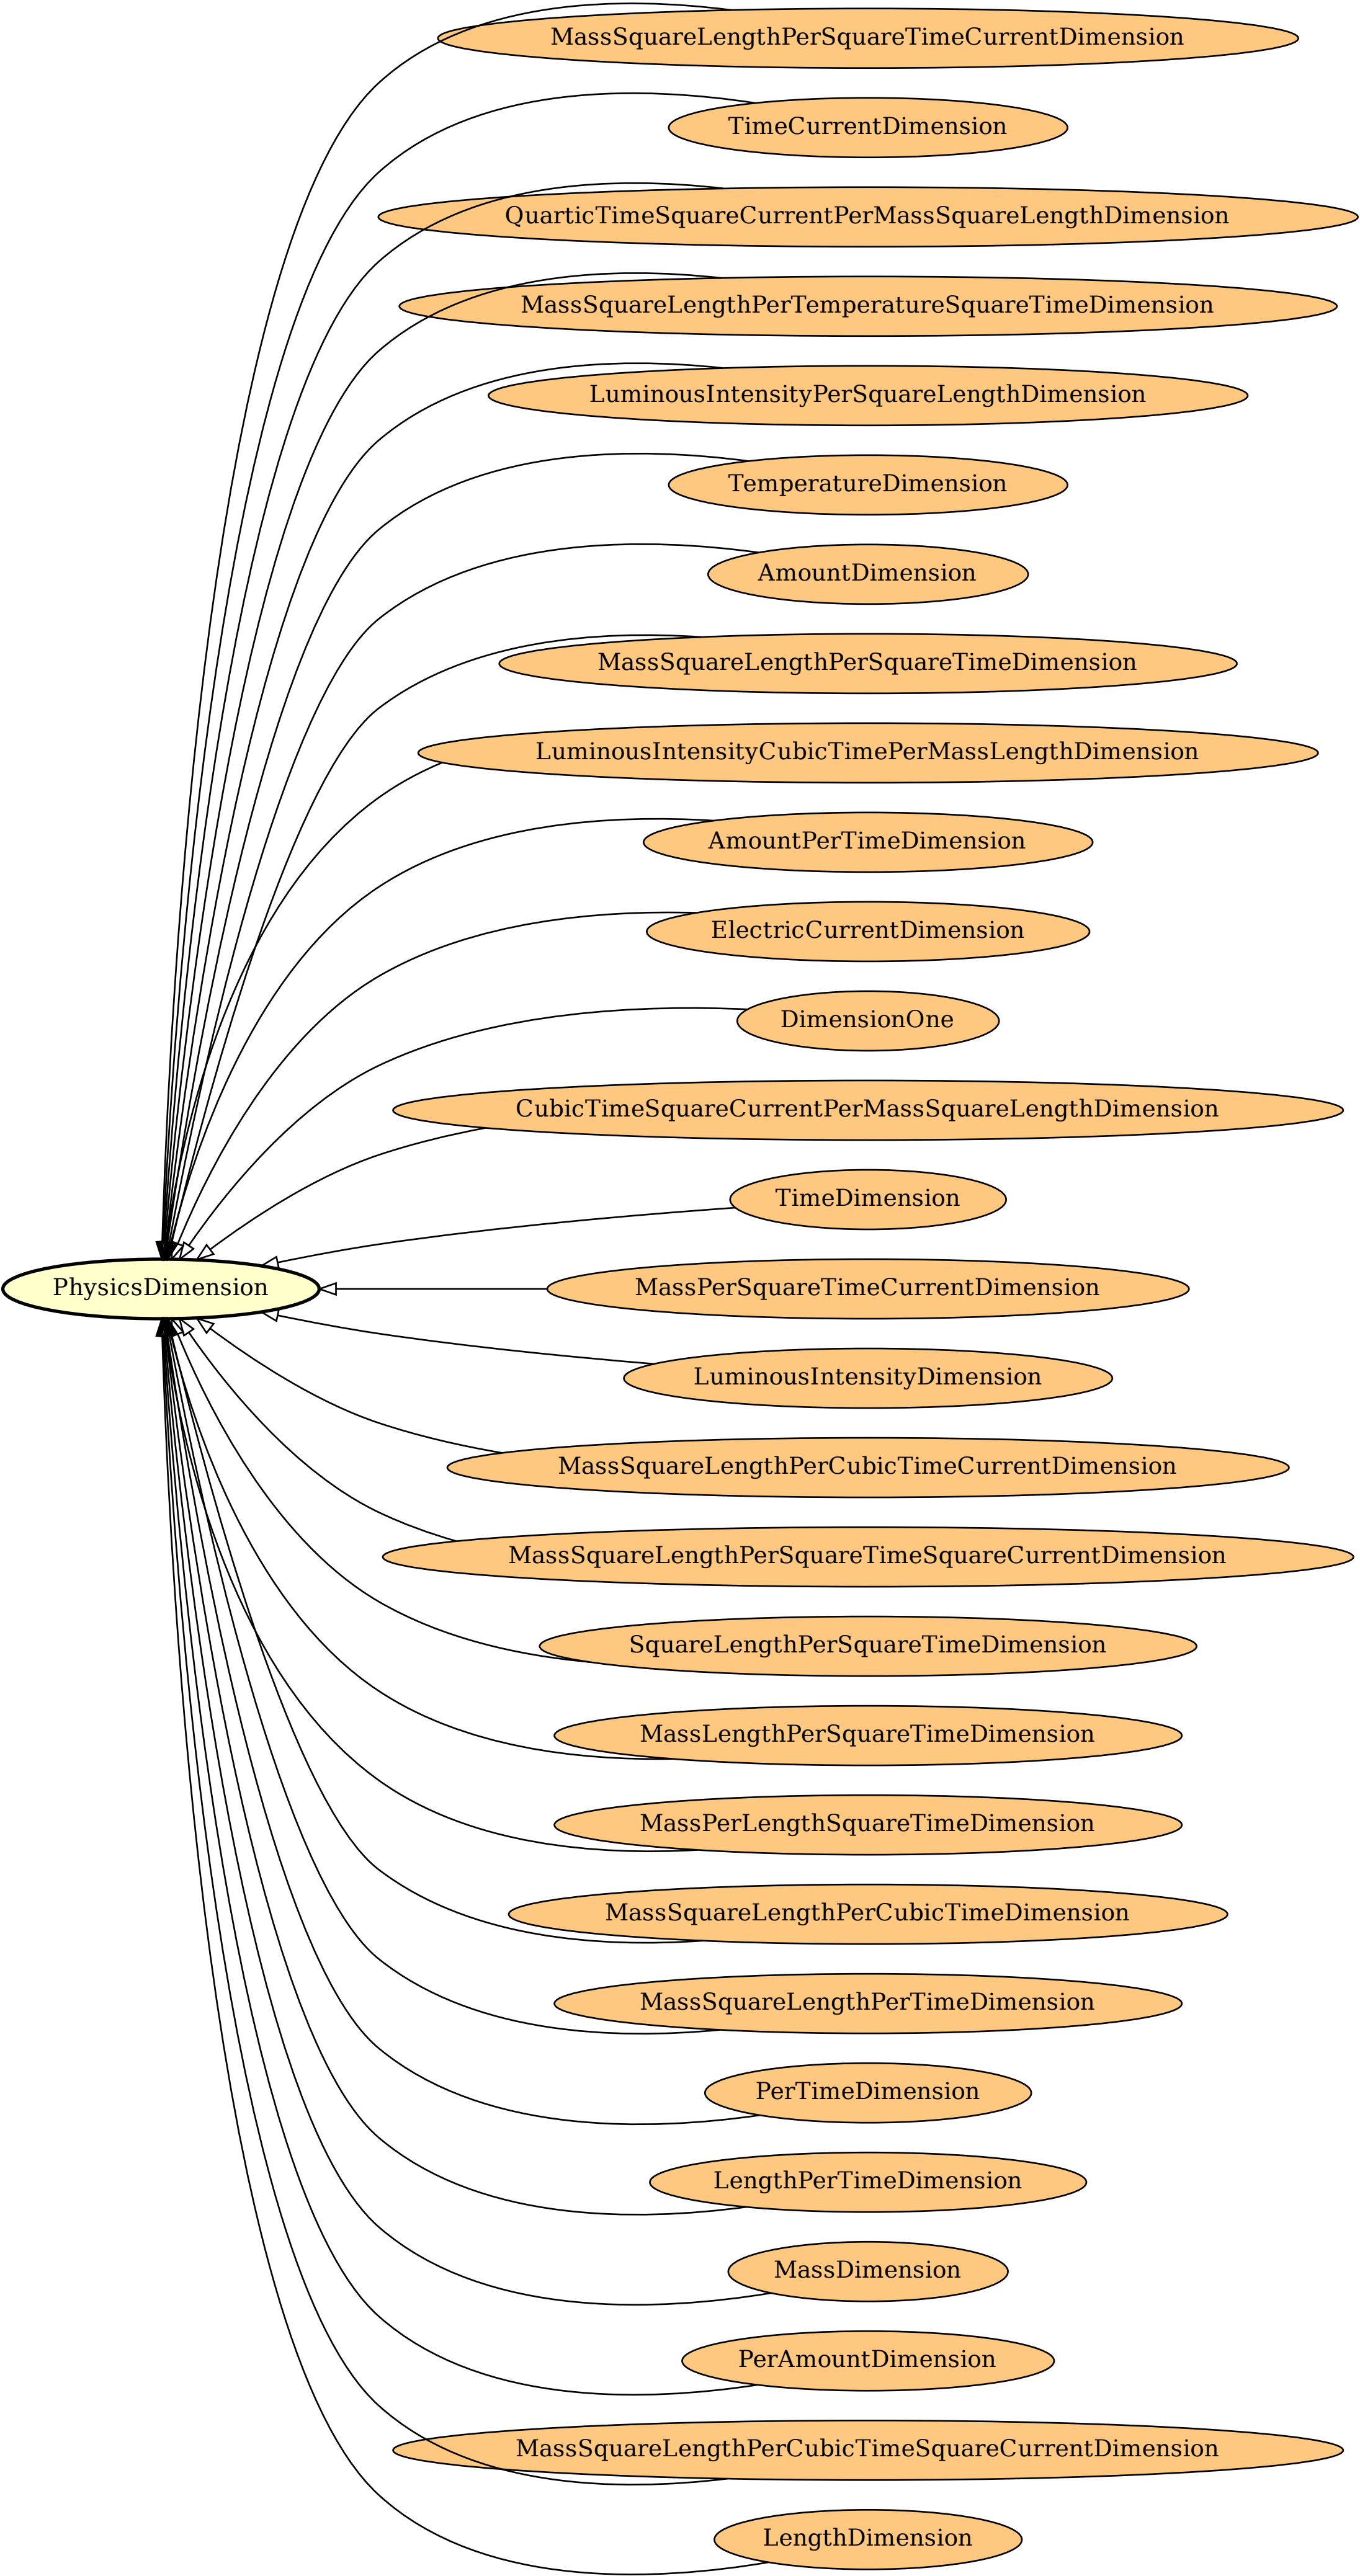 MassSquareLengthPerSquareTimeCurrentDimension
TimeCurrentDimension
QuarticTimeSquareCurrentPerMassSquareLengthDimension
MassSquareLengthPerTemperatureSquareTimeDimension
LuminousIntensityPerSquareLengthDimension
TemperatureDimension
AmountDimension
MassSquareLengthPerSquareTimeDimension
LuminousIntensityCubicTimePerMassLengthDimension
AmountPerTimeDimension
ElectricCurrentDimension
DimensionOne
CubicTimeSquareCurrentPerMassSquareLengthDimension
TimeDimension
PhysicsDimension
MassPerSquareTimeCurrentDimension
LuminousIntensityDimension
MassSquareLengthPerCubicTimeCurrentDimension
MassSquareLengthPerSquareTimeSquareCurrentDimension
SquareLengthPerSquareTimeDimension
MassLengthPerSquareTimeDimension
MassPerLengthSquareTimeDimension
MassSquareLengthPerCubicTimeDimension
MassSquareLengthPerTimeDimension
PerTimeDimension
LengthPerTimeDimension
MassDimension
PerAmountDimension
MassSquareLengthPerCubicTimeSquareCurrentDimension
LengthDimension